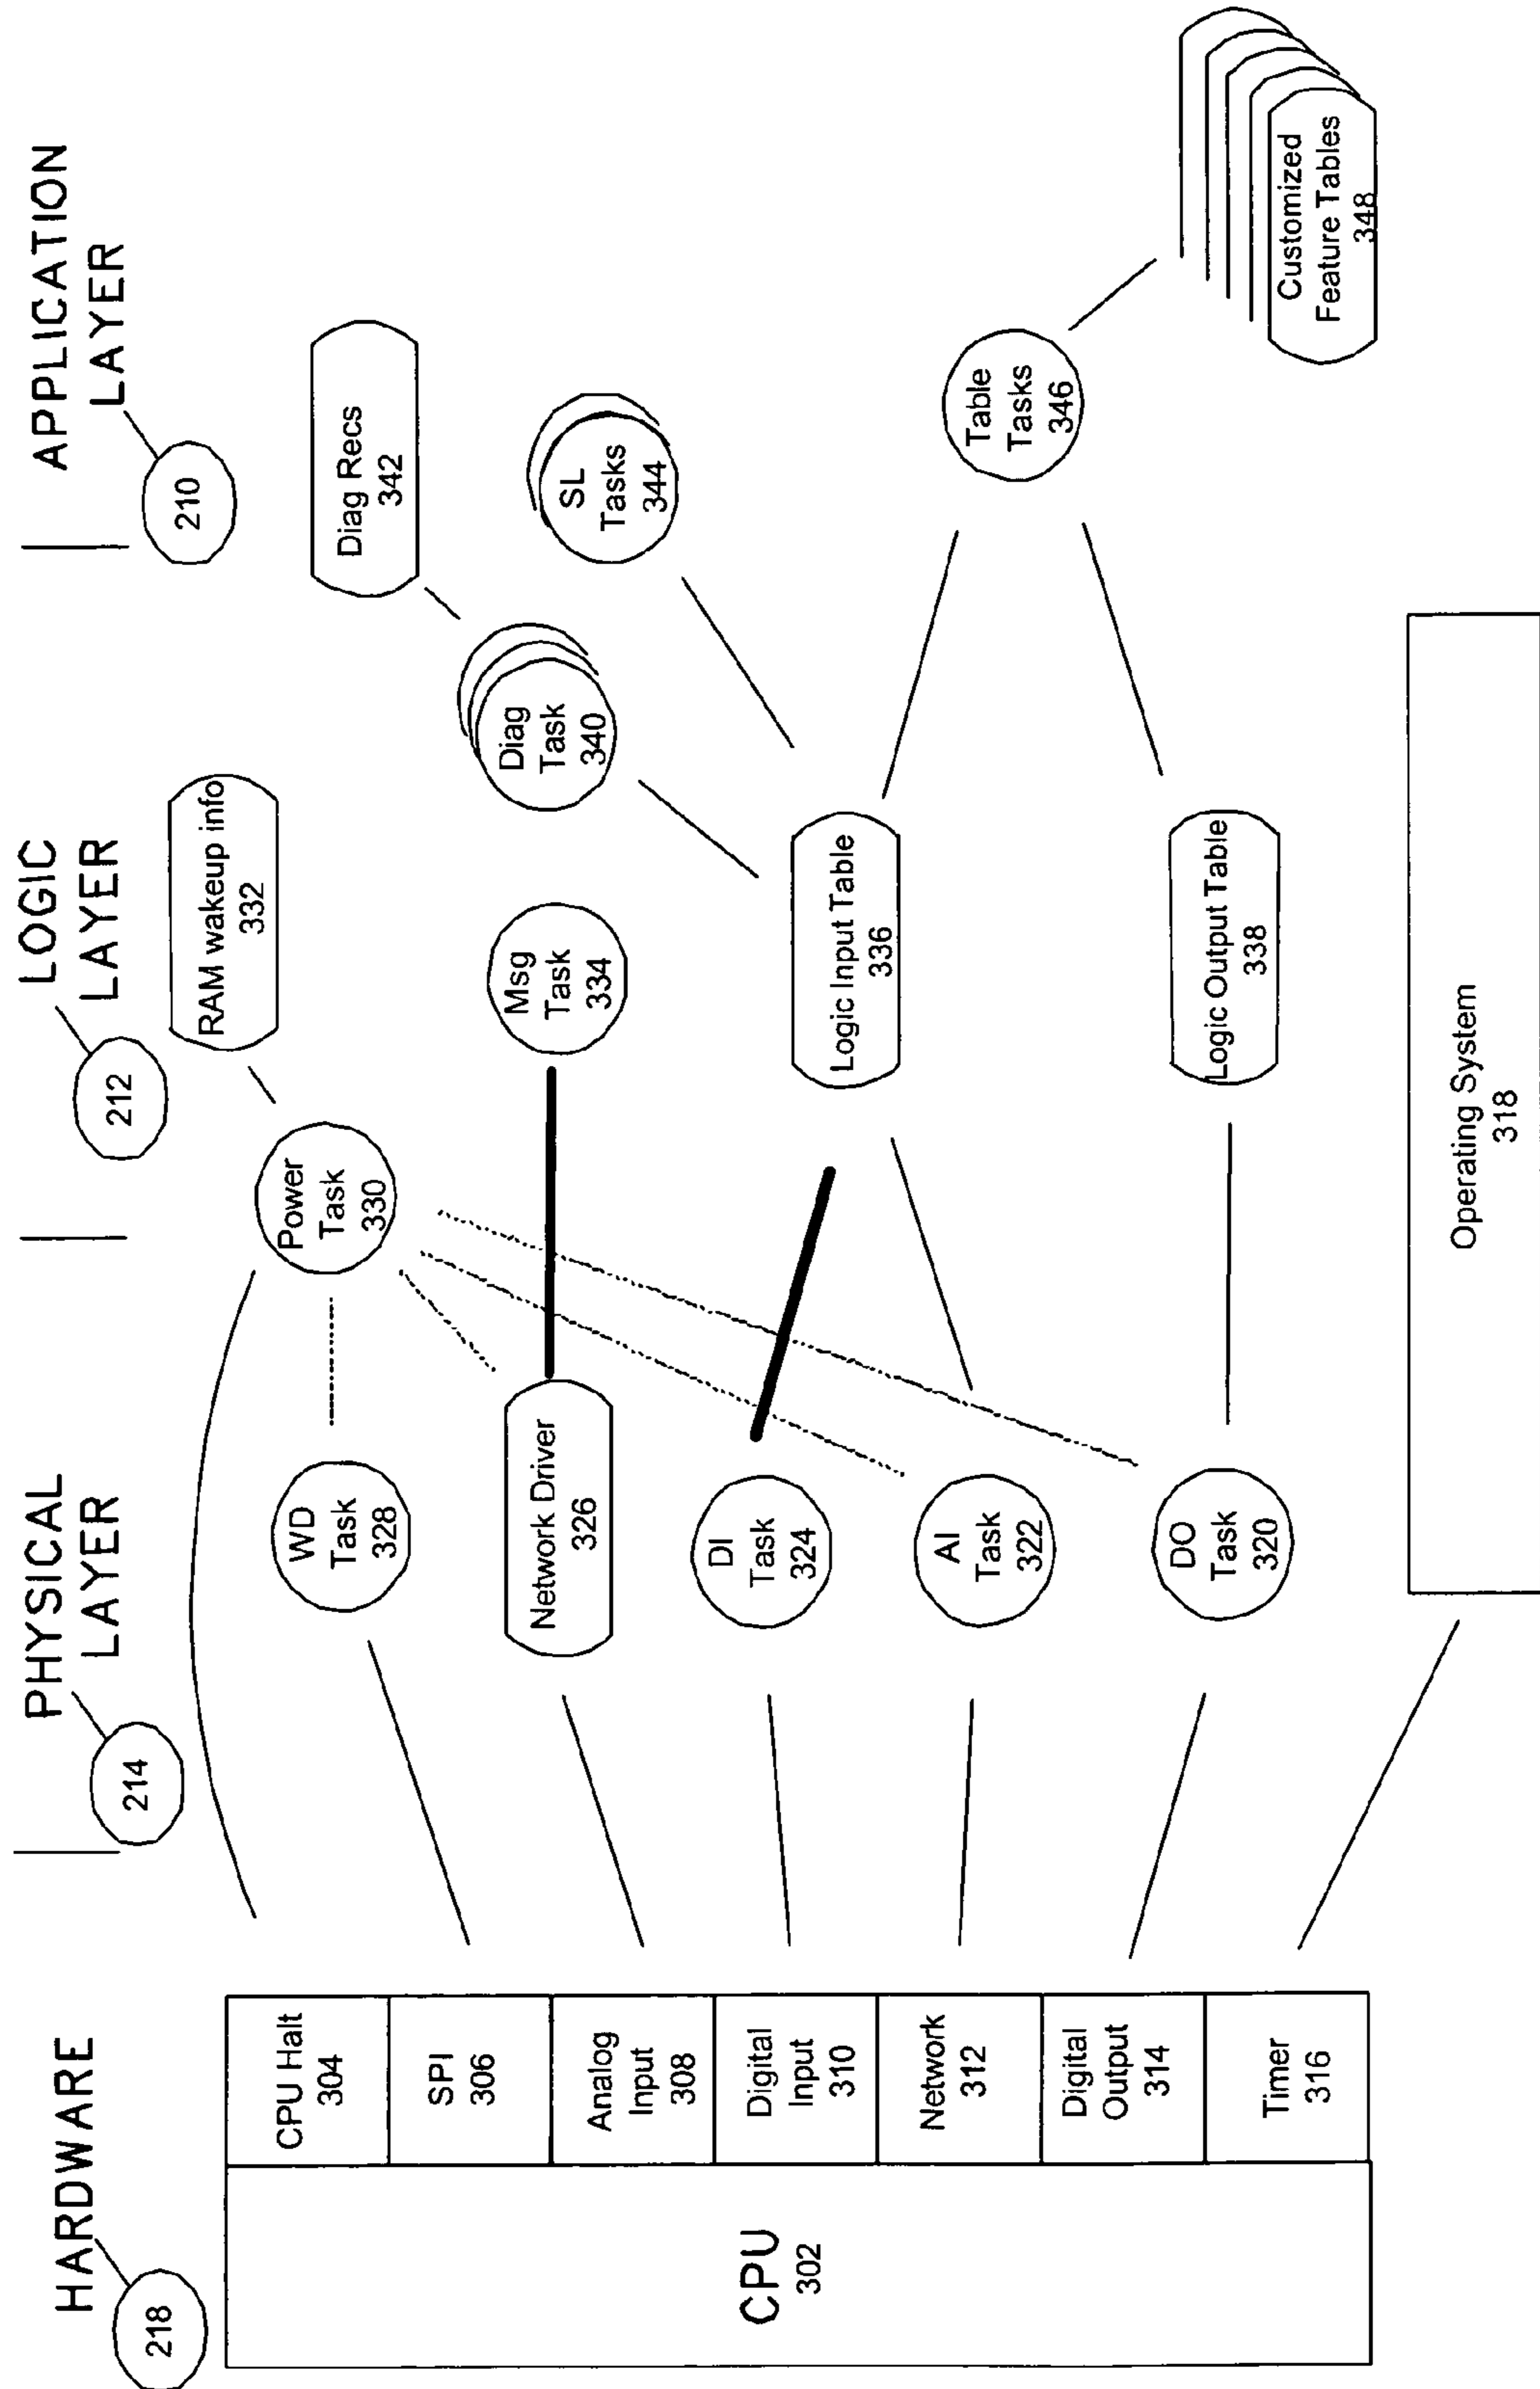 HARDWARE
218
PHYSICAL
LAYER
214
LOGIC
LAYER
212
APPLICATION
LAYER
210
CPU
302
CPU Halt
304
SPI
306
Analog
Input
308
Digital
Input
310
Network
312
Digital
Output
314
Timer
316
WD
Task
328
Network Driver
326
DI
Task
324
AI
Task
322
DO
Task
320
Power
Task
330
RAM wakeup info
332
Msg
Task
334
Logic Input Table
336
Logic Output Table
338
Diag
Task
340
Diag Recs
342
SL
Tasks
344
Table
Tasks
346
Customized
Feature Tables
348
Operating System
318